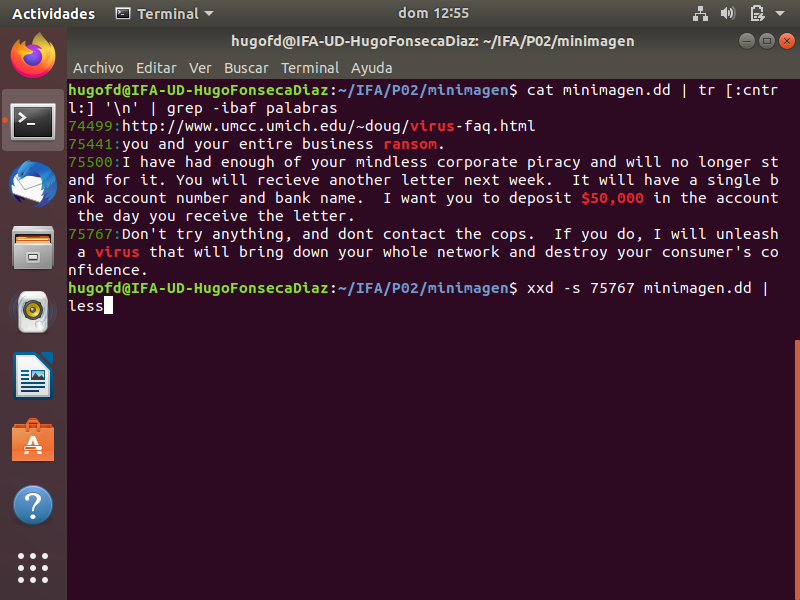 Actividades Terminal dom 12:55
hugofd@IFA-UD-HugoFonsecaDiaz: ~/IFA/P02/minimagen
Archivo Editar Ver Buscar Terminal Ayuda
hugofd@IFA-UD-HugoFonsecaDiaz:~/IFA/P02/minimagen$ cat minimagen.dd | tr [:cntr
l:] '\n' | grep -ibaf palabras
74499:http://www.umcc.umich.edu/~doug/virus-faq.html
75441:you and your entire business ransom.
75500:I have had enough of your mindless corporate piracy and will no longer st
and for it. You will recieve another letter next week.  It will have a single b
ank account number and bank name.  I want you to deposit $50,000 in the account
 the day you receive the letter.
75767:Don't try anything, and dont contact the cops.  If you do, I will unleash
 a virus that will bring down your whole network and destroy your consumer's co
nfidence.
hugofd@IFA-UD-HugoFonsecaDiaz:~/IFA/P02/minimagen$ xxd -s 75767 minimagen.dd |
less